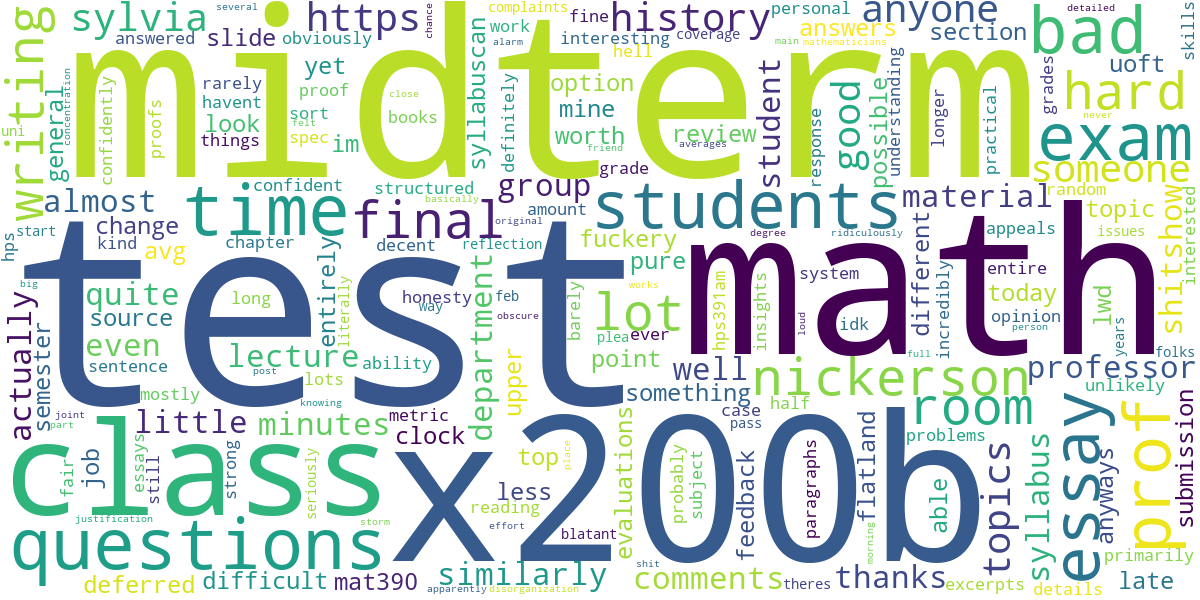 several
sylvia
https
history
anyone
complaints
personal
answers
section
skills
answered
slide
obviously
chance
work
fine
interesting
coverage
main
mathematicians
detailed
writing
midterm
bad
alarm
hell
uoft
yet
rarely
option
hard
grades
general
concentration
confidently
proofs
havent
look
things
proof
sort
spec
im
felt
close
books
syllabuscan
definitely
mine
worth
review
friend
averages
student
response
good
possible
understanding
longer
practical
never
exam
uni
grade
someone
random
confident
structured
basically
group
students
material
topic
issues
interested
almost
time
final
amount
original
degree
ridiculously
appeals
start
change
kind
chapter
entirely
decent
reflection
fuckery
different
shitshow
hps
avg
test
math
department
pure
system
entire
incredibly
big
quite
long
literally
honesty
way
feb
obscure
barely
works
lot
plea
ever
hps391am
insights
loud
idk
today
opinion
person
lwd
years
actually
semester
source
even
sentence
lecture
ability
upper
point
full
folks
post
lots
knowing
well
something
nickerson
professor
unlikely
mostly
metric
clock
half
joint
part
little
minutes
case
pass
room
class
essays
still
fair
job
strong
seriously
x200b
top
less
reading
place
evaluations
probably
subject
feedback
paragraphs
flatland
problems
able
topics
syllabus
essay
anyways
prof
submission
justification
storm
effort
blatant
morning
questions
shit
primarily
deferred
difficult
mat390
similarly
apparently
disorganization
comments
theres
thanks
excerpts
details
late